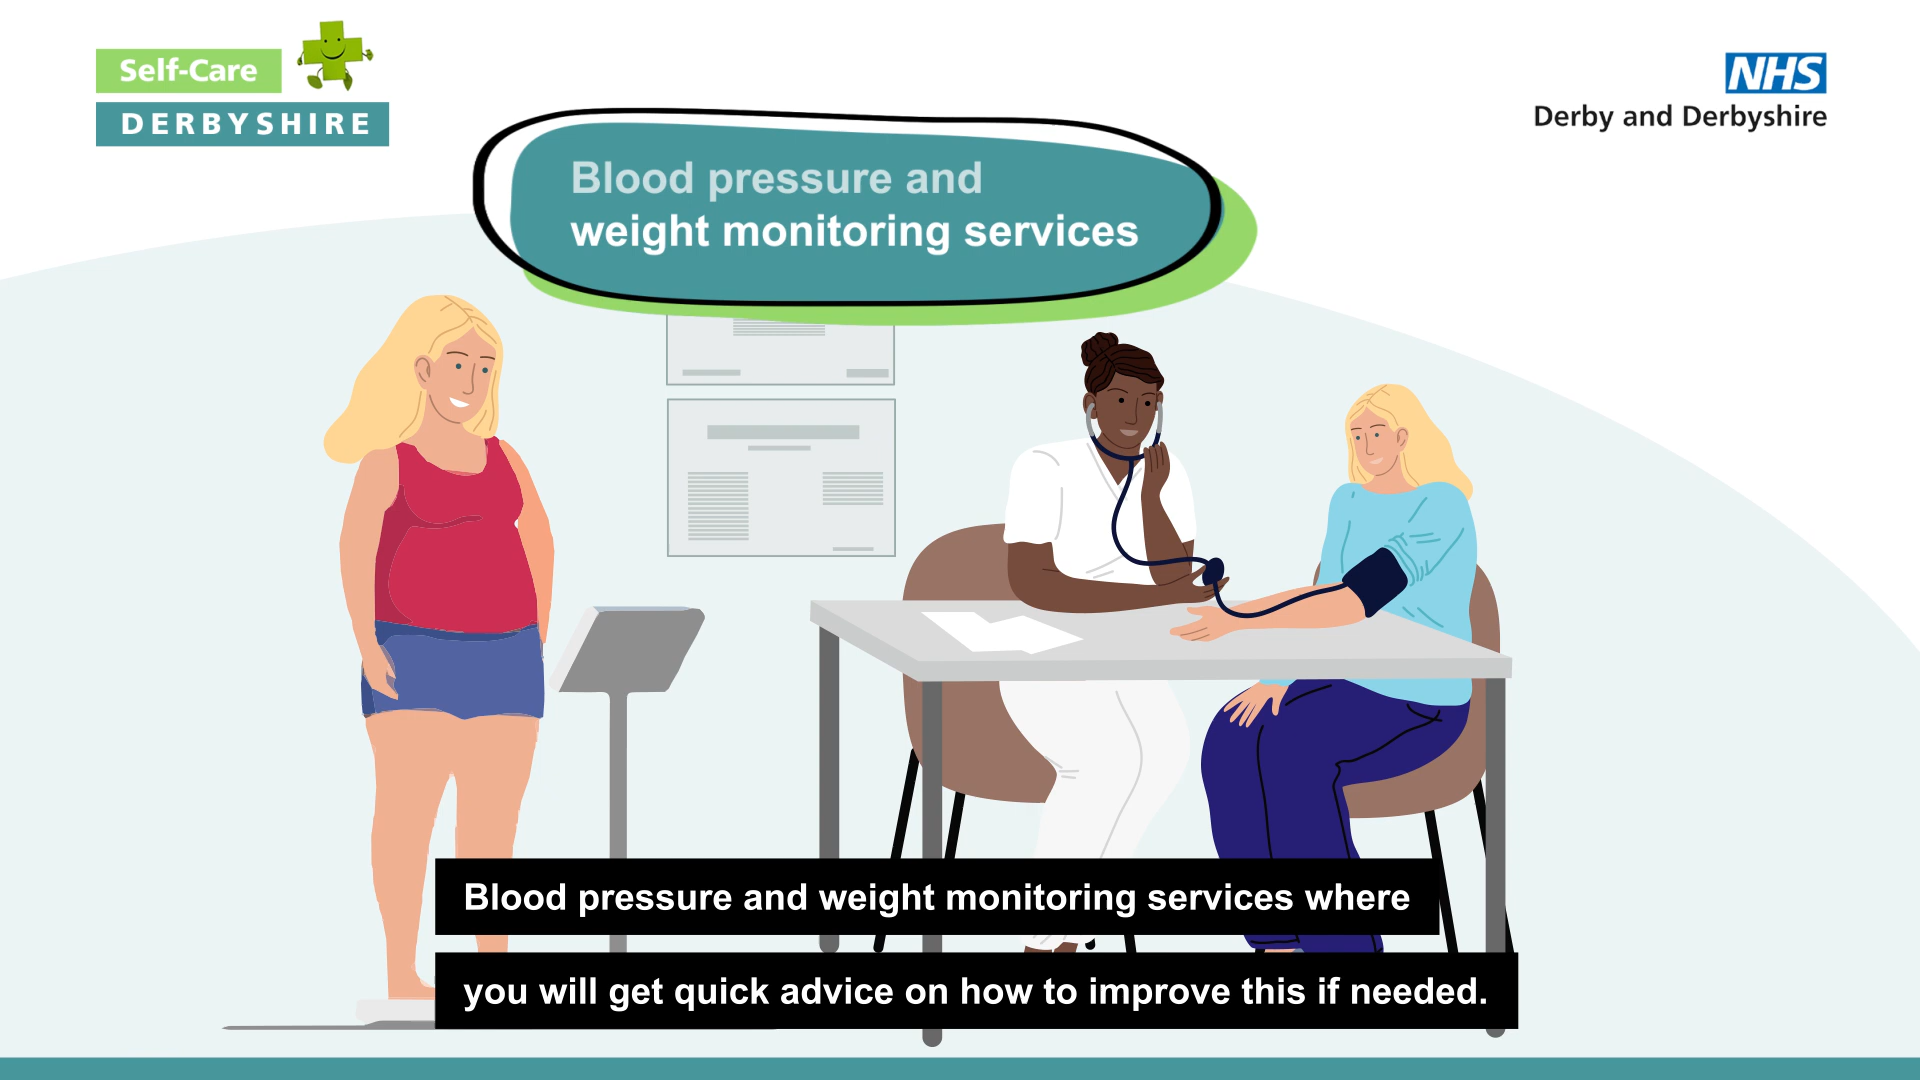 Self-Care
DERBYSHIRE
NHS
Derby and Derbyshire
Blood pressure and
weight monitoring services
Blood pressure and weight monitoring services where
you will get quick advice on how to improve this if needed.